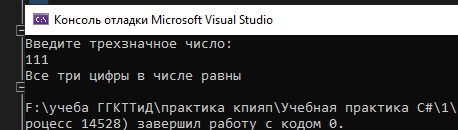 Консоль отладки Microsoft Visual Studio
Введите трехзначное число:
111
Все три цифры в числе равны
F:\учеба ГГКТТиД\практика кпияп\Учебная практика C#\1\
роцесс 14528) завершил работу с кодом 0.